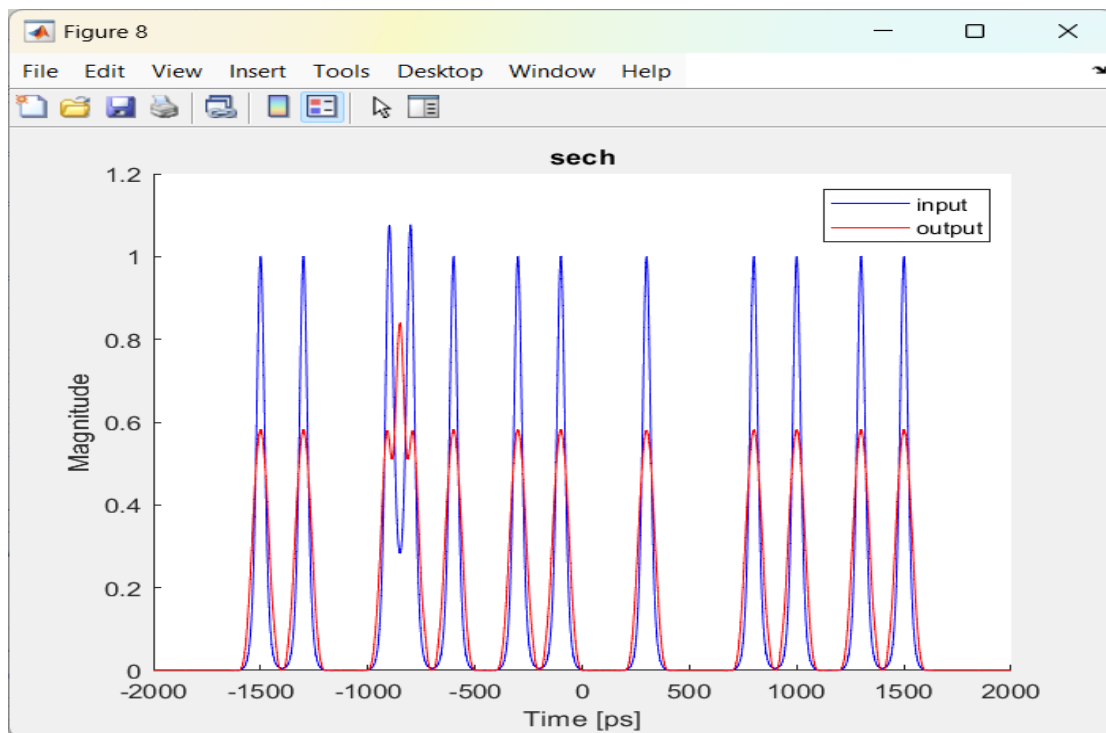 Figure 8
File Edit View Insert Tools Desktop Window Help
sech
1.2
1
0.8
0.6
0.4
0.2
0
Magnitude
input
output
-2000 -1500 -1000 -500 0 500 1000 1500 2000
Time [ps]